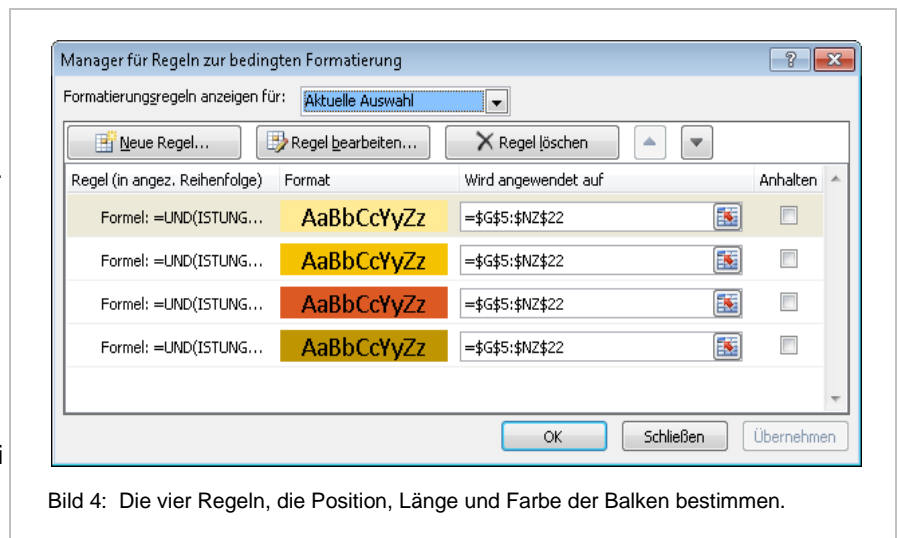 Manager für Regeln zur bedingten Formatierung
Formatierungsregeln anzeigen für: Aktuelle Auswahl
Neue Regel... Regel bearbeiten... Regel löschen
Regel (in angez. Reihenfolge) Format Wird angewendet auf Anhalten
Formel: =UND(ISTUNG... AaBbCcYyZz =$G$5:$NZ$22
Formel: =UND(ISTUNG... AaBbCcYyZz =$G$5:$NZ$22
Formel: =UND(ISTUNG... AaBbCcYyZz =$G$5:$NZ$22
Formel: =UND(ISTUNG... AaBbCcYyZz =$G$5:$NZ$22
OK Schließen Übernehmen
Bild 4: Die vier Regeln, die Position, Länge und Farbe der Balken bestimmen.